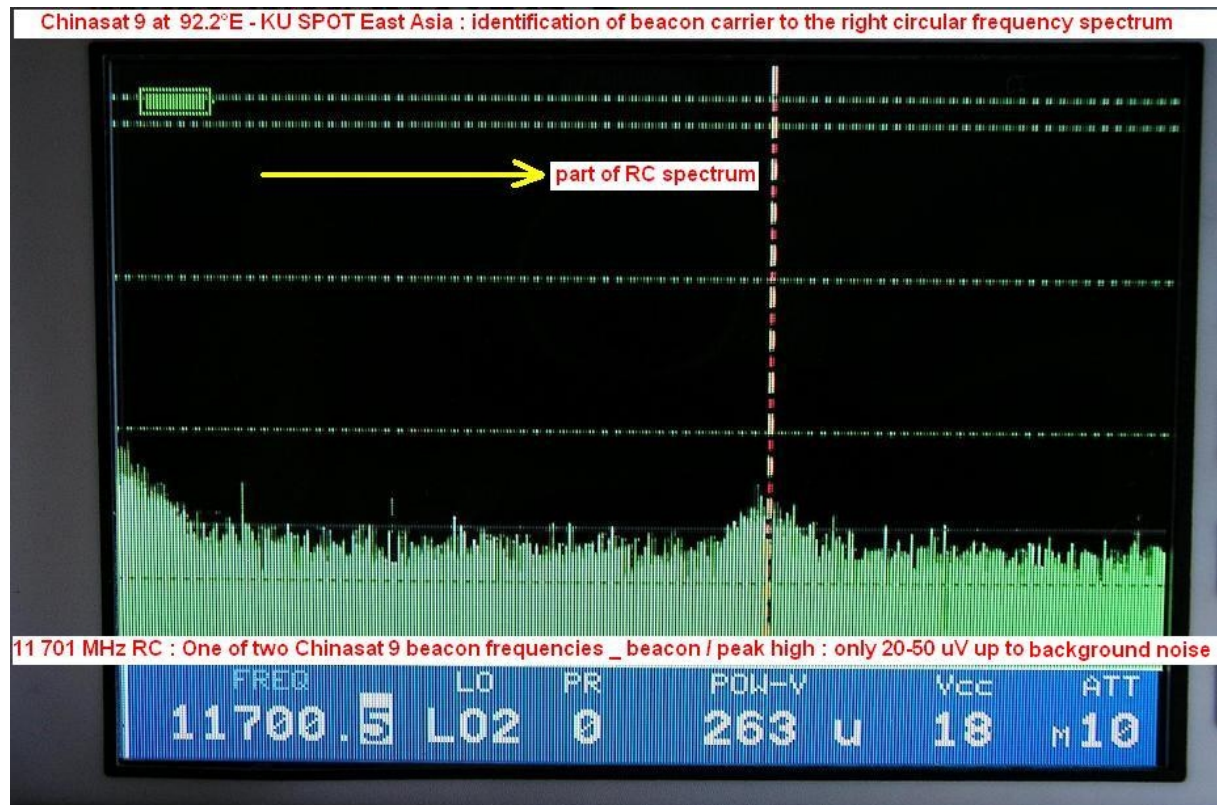 Chinasat 9 at 92.2°E - KU SPOT East Asia : identification of beacon carrier to the right circular frequency spectrum
part of RC spectrum
11 701 MHz RC : One of two Chinasat 9 beacon frequencies _ beacon / peak high : only 20-50 uV up to background noise
FREQ LO PR POW-V Vcc ATT
11700.5 LO2 0 263 u 18 M10